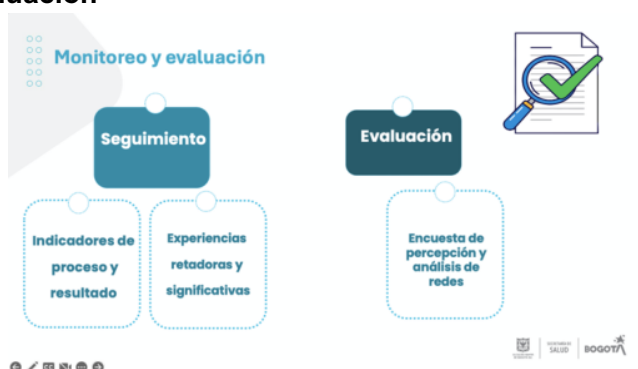 Monitoreo y evaluación
Seguimiento
Evaluación
Indicadores de
proceso y
resultado
Experiencias
retadoras y
significativas
Encuesta de
percepción y
análisis de
redes
SALUD
BOGOTÁ